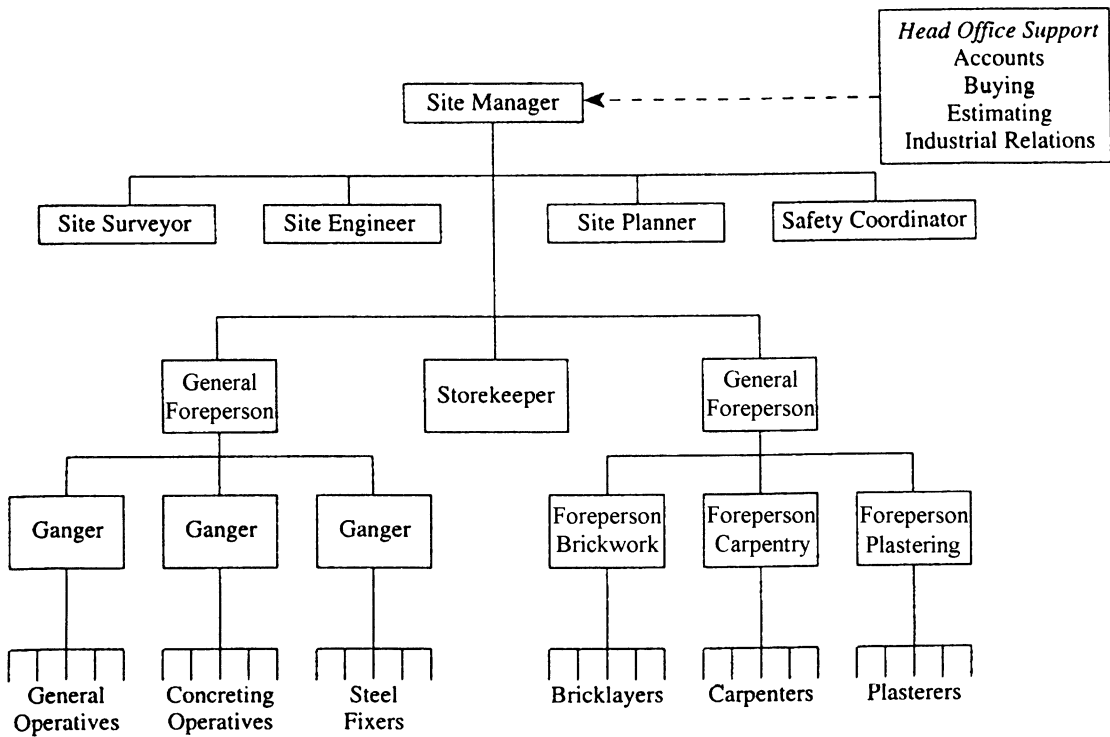 Head Office Support
Accounts
Buying
Estimating
Industrial Relations
Site Manager
Site Surveyor
Site Engineer
Site Planner
Safety Coordinator
General
Foreperson
Storekeeper
General
Foreperson
Ganger
Ganger
Ganger
Foreperson
Brickwork
Foreperson
Carpentry
Foreperson
Plastering
General
Operatives
Concreting
Operatives
Steel
Fixers
Bricklayers
Carpenters
Plasterers